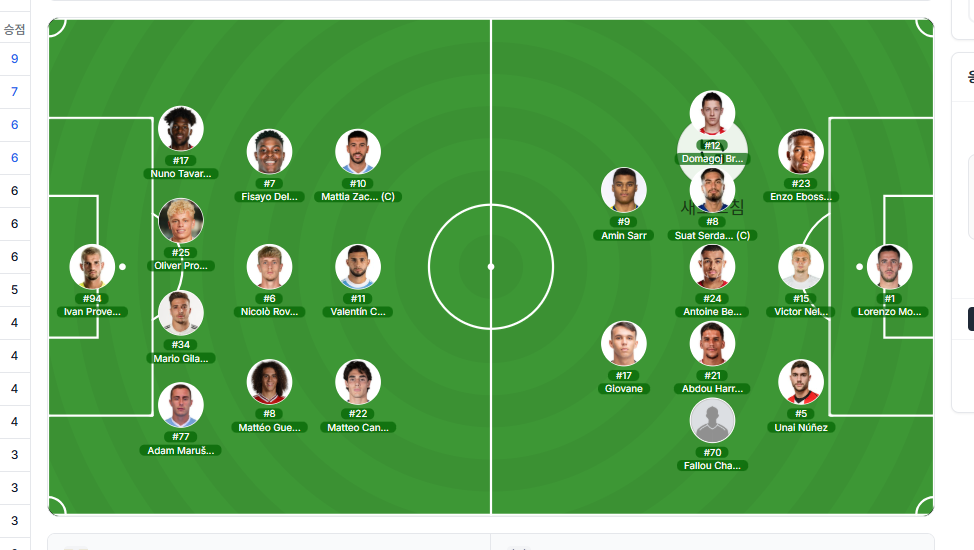 승점
9
7
6
6
6
6
6
5
4
4
4
4
3
3
3
#17
Nuno Tavar...
#7
Fisayo Del...
#10
Mattia Zac... (C)
#25
Oliver Pro...
#94
Ivan Prove...
#6
Nicolò Rov...
#11
Valentín C...
#34
Mario Gila...
#77
Adam Maruš...
#8
Mattéo Gue...
#22
Matteo Can...
#12
Domagoj Br...
#23
Enzo Eboss...
#9
Amin Sarr
#8
Suat Serda... (C)
#24
Antoine Be...
#15
Victor Nel...
#1
Lorenzo Mo...
#17
Giovane
#21
Abdou Harr...
#5
Unai Núñez
#70
Fallou Cha...